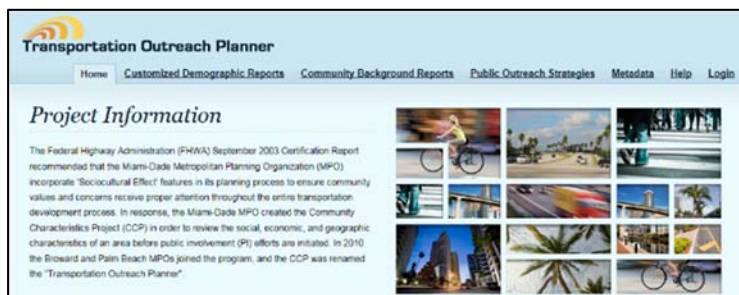 Transportation Outreach Planner
Home Customized Demographic Reports Community Background Reports Public Outreach Strategies Metadata Help Login
Project Information
The Federal Highway Administration (FHWA) September 2003 Certification Report
recommended that the Miami-Dade Metropolitan Planning Organization (MPO)
incorporate 'Sociocultural Effect' features in its planning process to ensure community
values and concerns receive proper attention throughout the entire transportation
development process. In response, the Miami-Dade MPO created the Community
Characteristics Project (CCP) in order to review the social, economic, and geographic
characteristics of an area before public involvement (PI) efforts are initiated. In 2010
the Broward and Palm Beach MPOs joined the program, and the CCP was renamed
the "Transportation Outreach Planner".